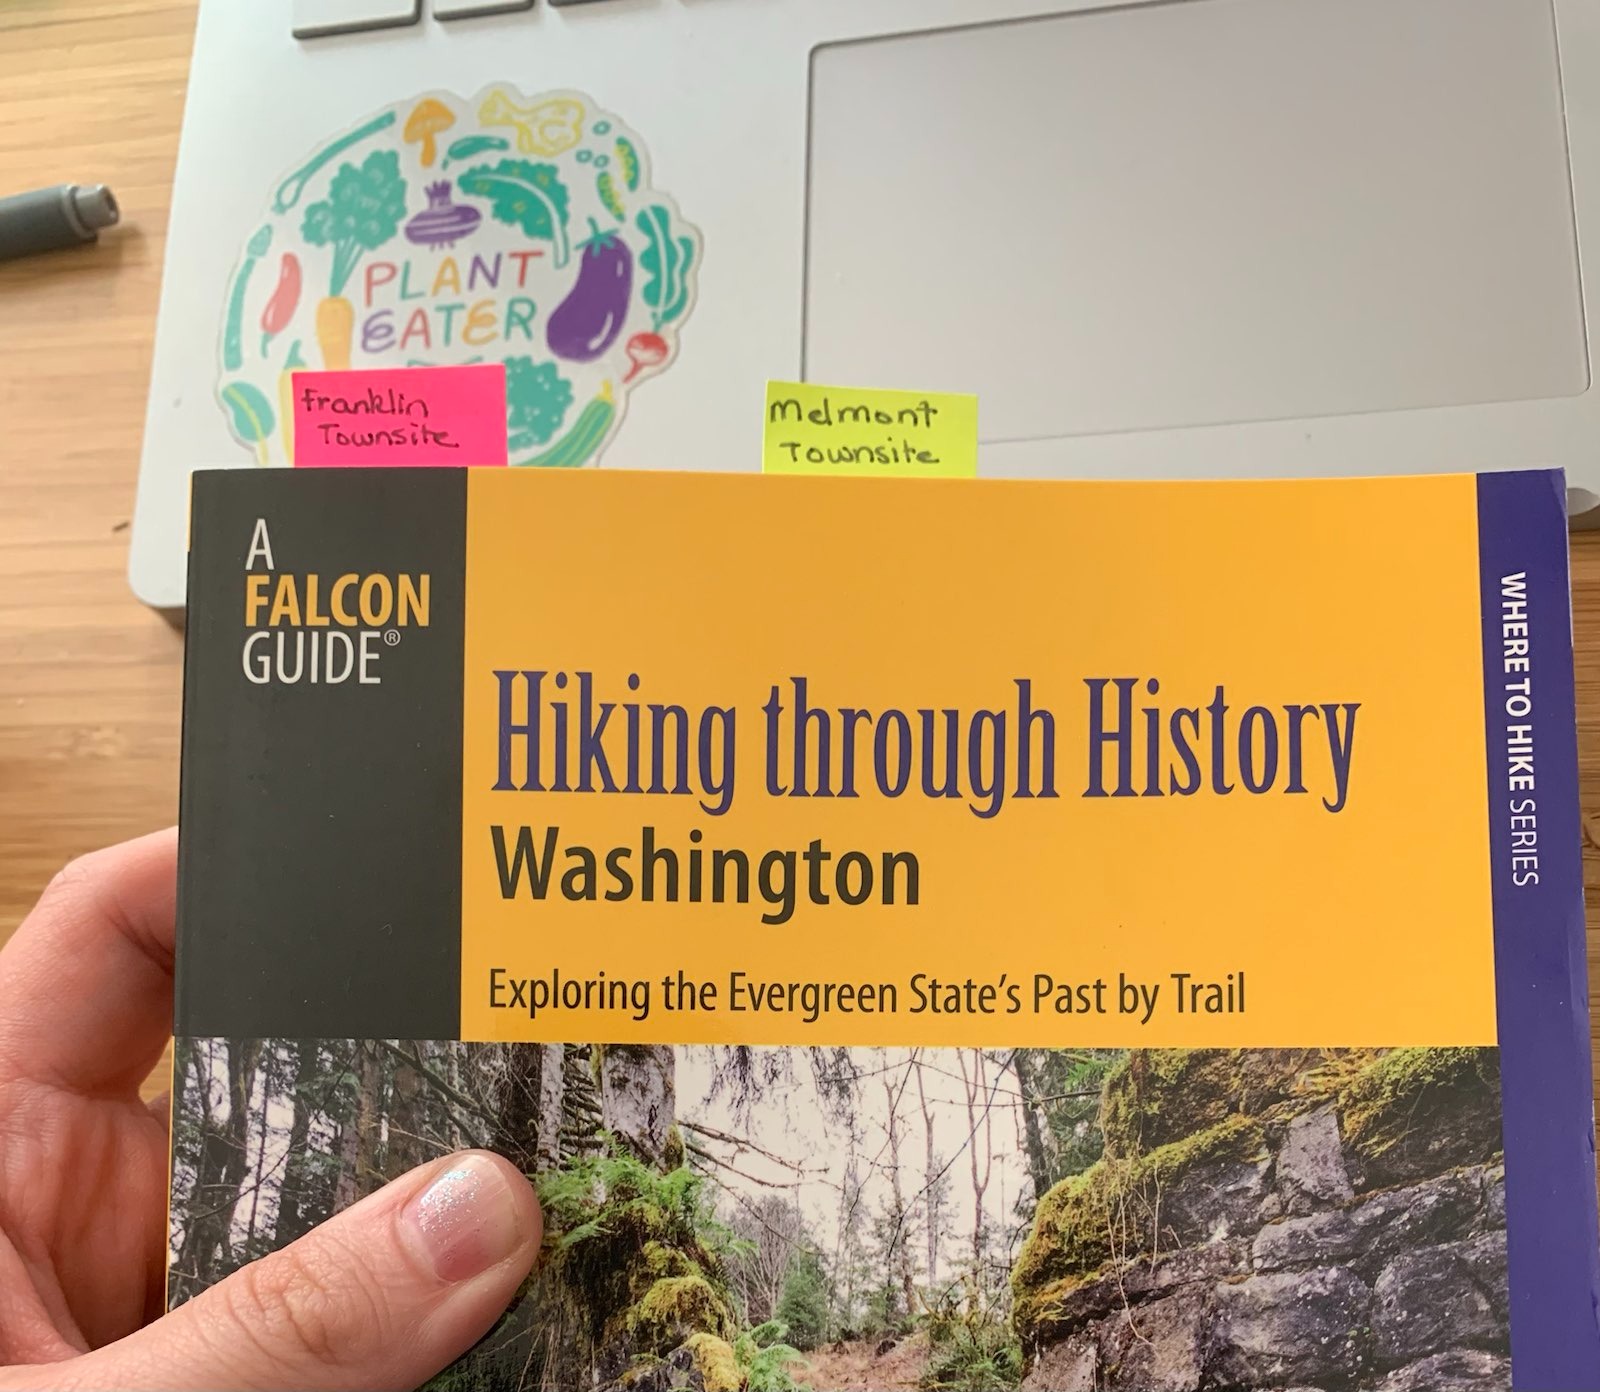 PLANT
EATER
Franklin
Townsite
Melmont
Townsite
A
FALCON
GUIDE®
Hiking through History
Washington
Exploring the Evergreen State's Past by Trail
WHERE TO HIKE SERIES